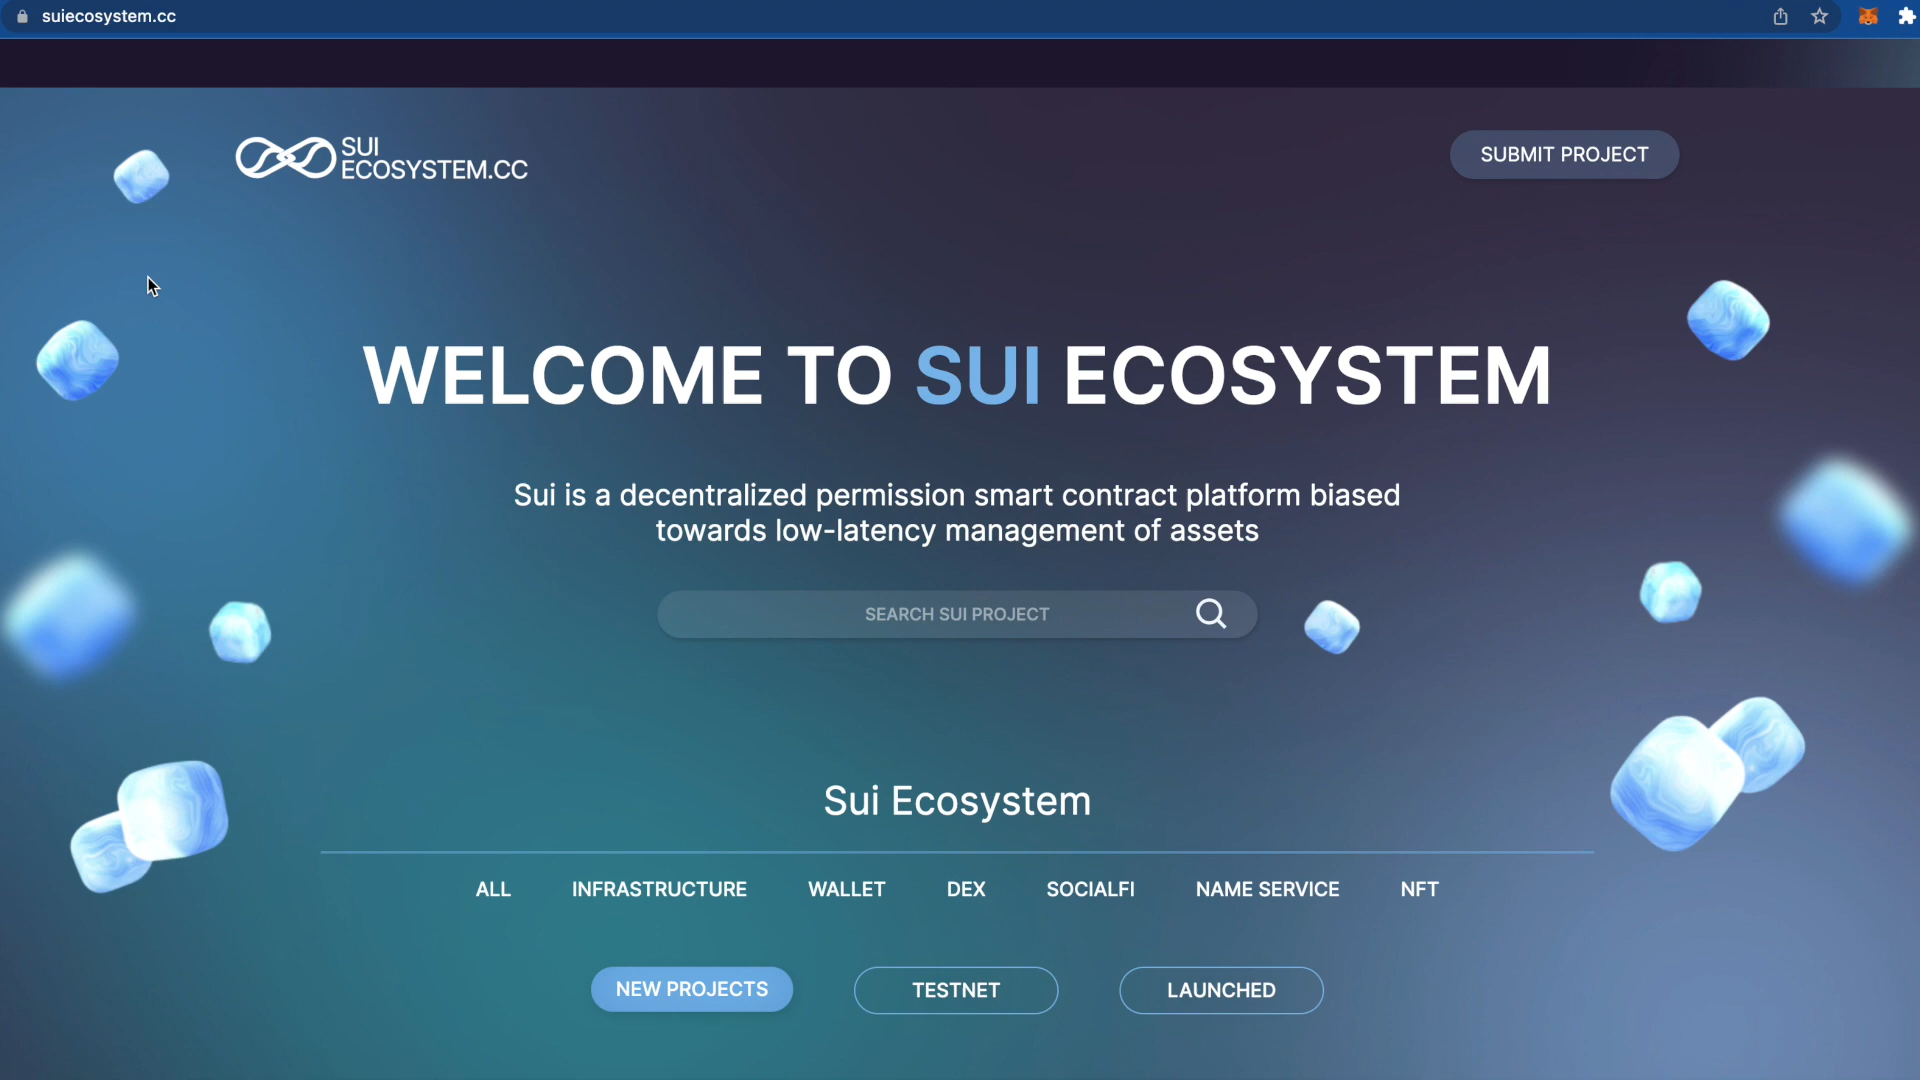 suiecosystem.cc
SUI
ECOSYSTEM.CC
SUBMIT PROJECT
WELCOME TO SUI ECOSYSTEM
Sui is a decentralized permission smart contract platform biased
towards low-latency management of assets
SEARCH SUI PROJECT
Sui Ecosystem
ALL INFRASTRUCTURE WALLET DEX SOCIALFI NAME SERVICE NFT
NEW PROJECTS TESTNET LAUNCHED